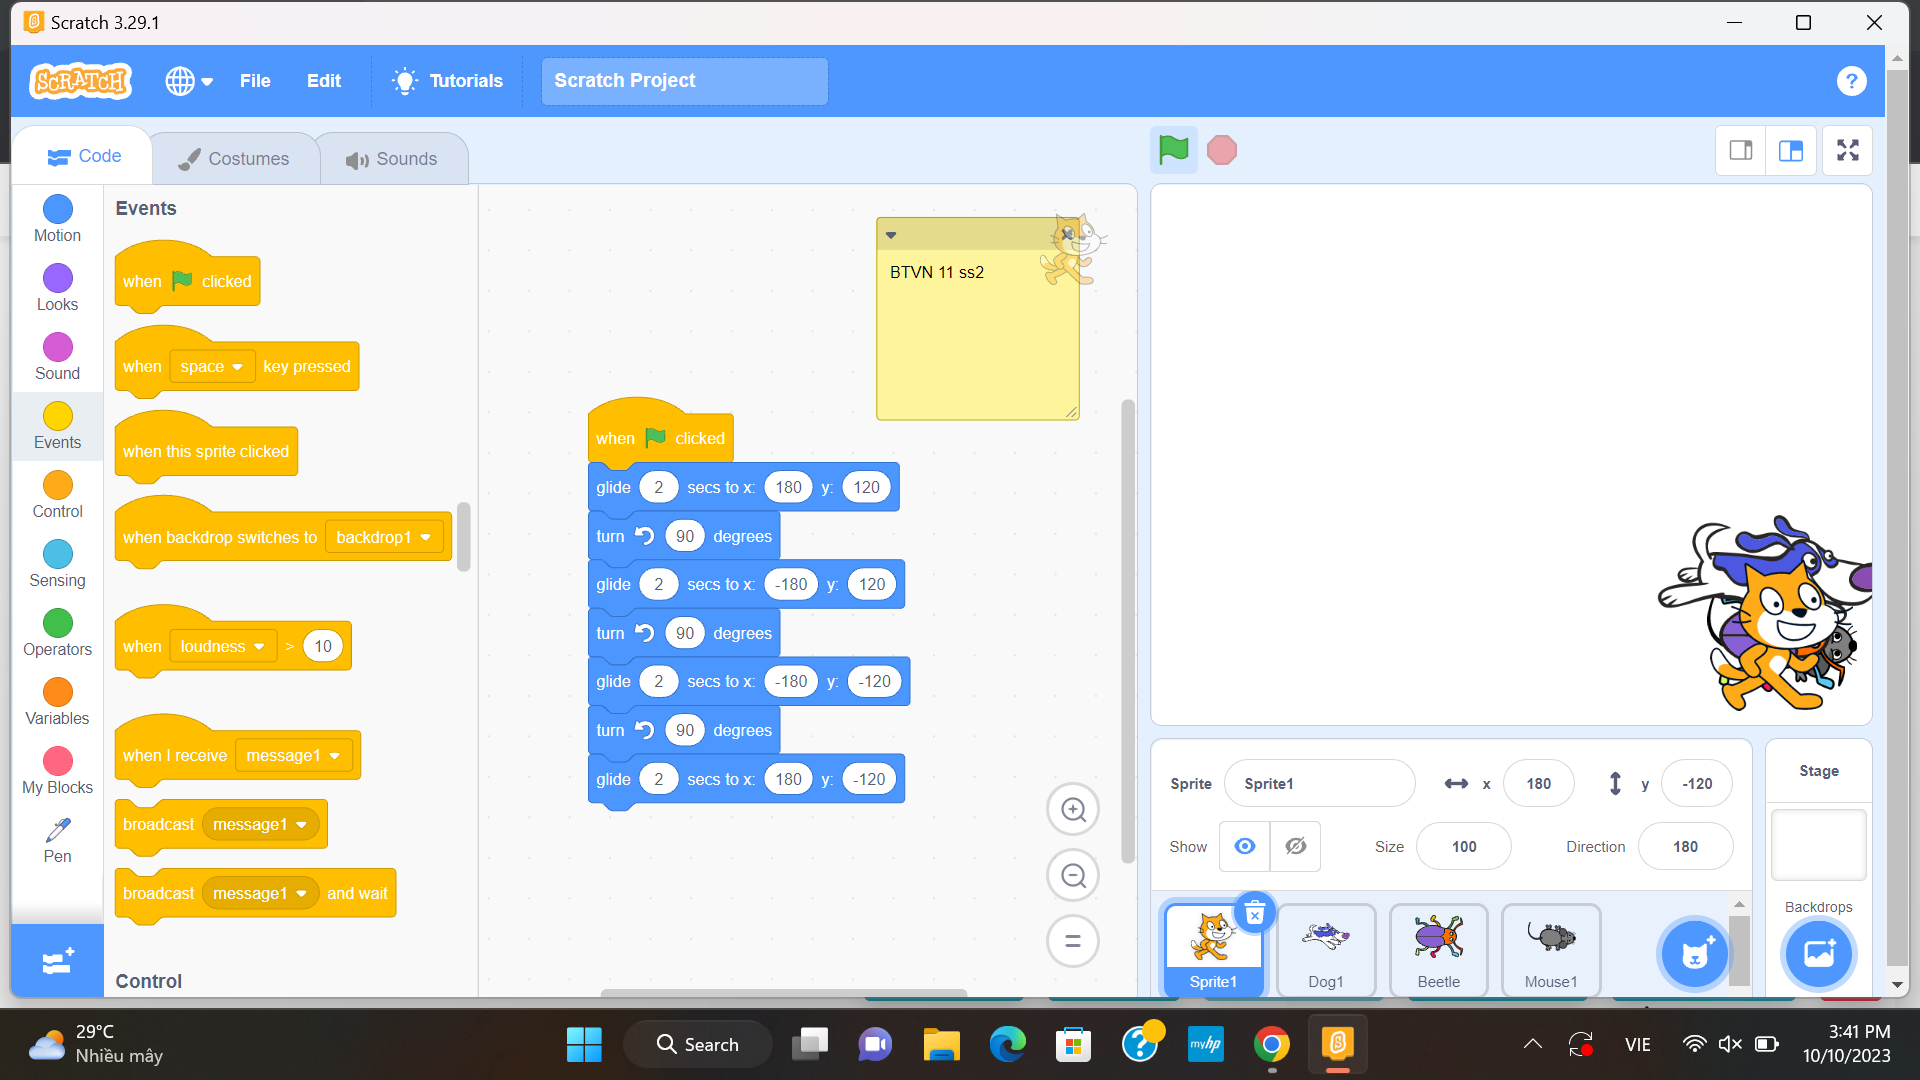 Scratch 3.29.1
SCRATCH
File
Edit
Tutorials
Scratch Project
?
Code
Costumes
Sounds
Motion
Looks
Sound
Events
Control
Sensing
Operators
Variables
My Blocks
Pen
Events
when clicked
when space key pressed
when this sprite clicked
when backdrop switches to backdrop1
when loudness > 10
when I receive message1
broadcast message1
broadcast message1 and wait
Control
BTVN 11 ss2
when clicked
glide 2 secs to x: 180 y: 120
turn 90 degrees
glide 2 secs to x: -180 y: 120
turn 90 degrees
glide 2 secs to x: -180 y: -120
turn 90 degrees
glide 2 secs to x: 180 y: -120
Sprite Sprite1 x 180 y -120
Show Size 100 Direction 180
Sprite1
Dog1
Beetle
Mouse1
Stage
Backdrops
29°C
Nhiều mây
Search
myhp
VIE
3:41 PM
10/10/2023